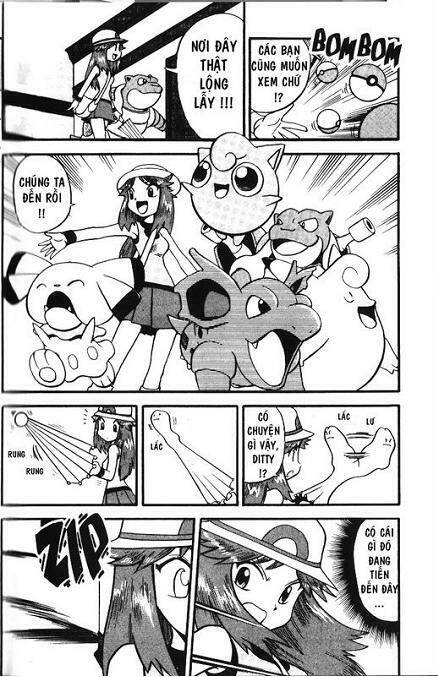 NƠI ĐÂY
THẬT
LỘNG
LẪY !!!
CÁC BẠN
CŨNG MUỐN
XEM CHỨ
!?
BOM BOM
CHÚNG TA
ĐẾN RỒI
!!
RUNG
RUNG
LẮC
CÓ
CHUYỆN
GÌ VẬY,
DITTY
!?
LẮC
LƯ
ZIP
CÓ CÁI
GÌ ĐÓ
ĐANG
TIẾN
ĐẾN ĐÂY
...